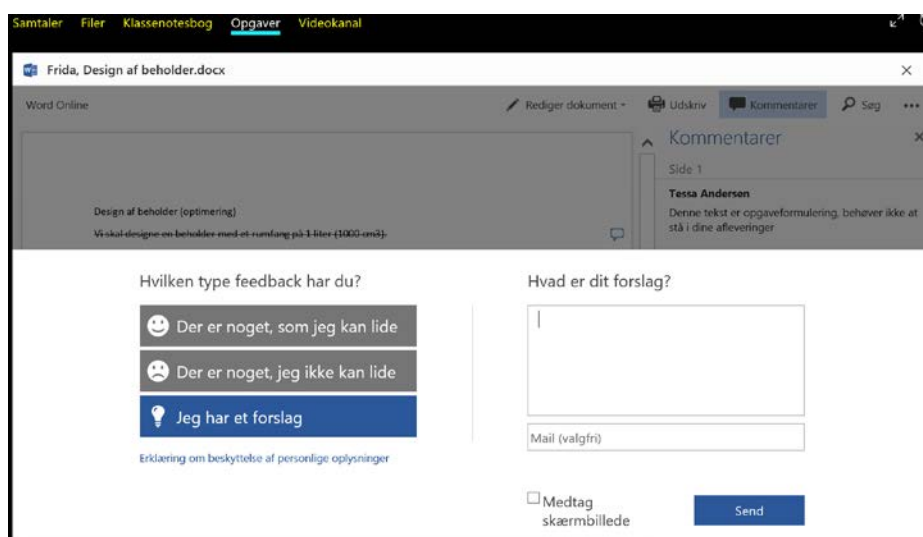 Samtaler Filer Klassenotesbog Opgaver Videokanal
Frida, Design af beholder.docx
Word Online Rediger dokument Udskriv Kommentarer Søg
Kommentarer
Side 1
Tessa Andersen
Denne tekst er opgaveformulering, behøver ikke at
stå i dine afleveringer
Design af beholder (optimering)
Vi skal designe en beholder med et rumfang på 1 liter (1000 cm3).
Hvilken type feedback har du?
Der er noget, som jeg kan lide
Der er noget, jeg ikke kan lide
Jeg har et forslag
Erklæring om beskyttelse af personlige oplysninger
Hvad er dit forslag?
Mail (valgfri)
Medtag
skærmbillede
Send